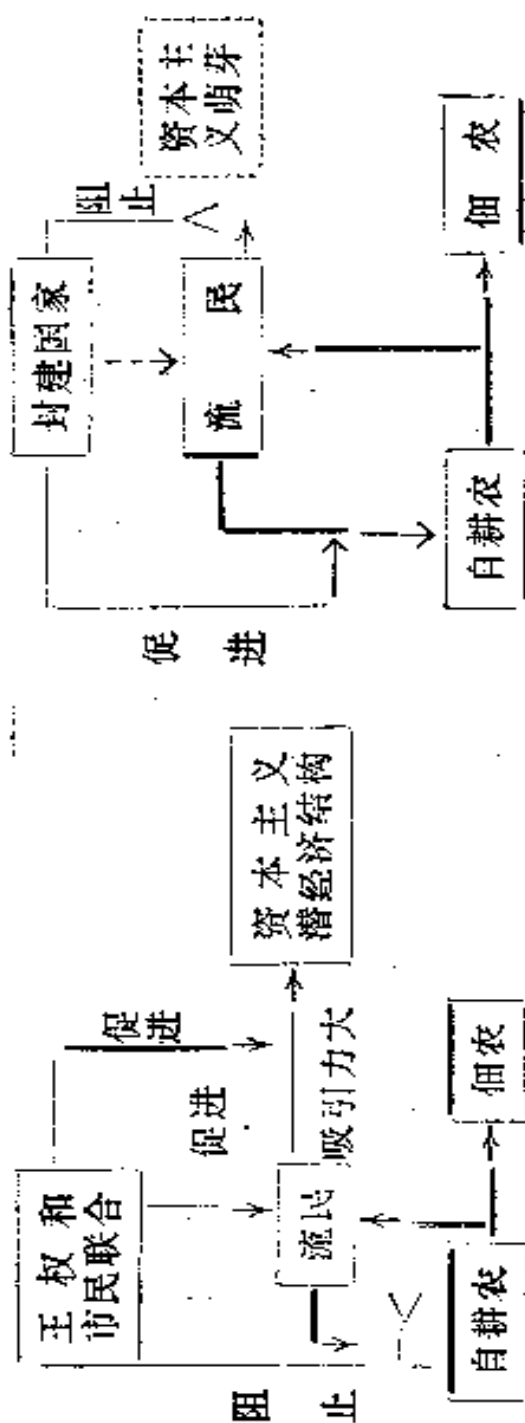 王权和
市民联合
促进
促进
阻止
流民
吸引力大
资本主义
潜经济结构
自耕农
佃农
封建国家
阻止
促进
流民
资本主
义萌芽
自耕农
佃农